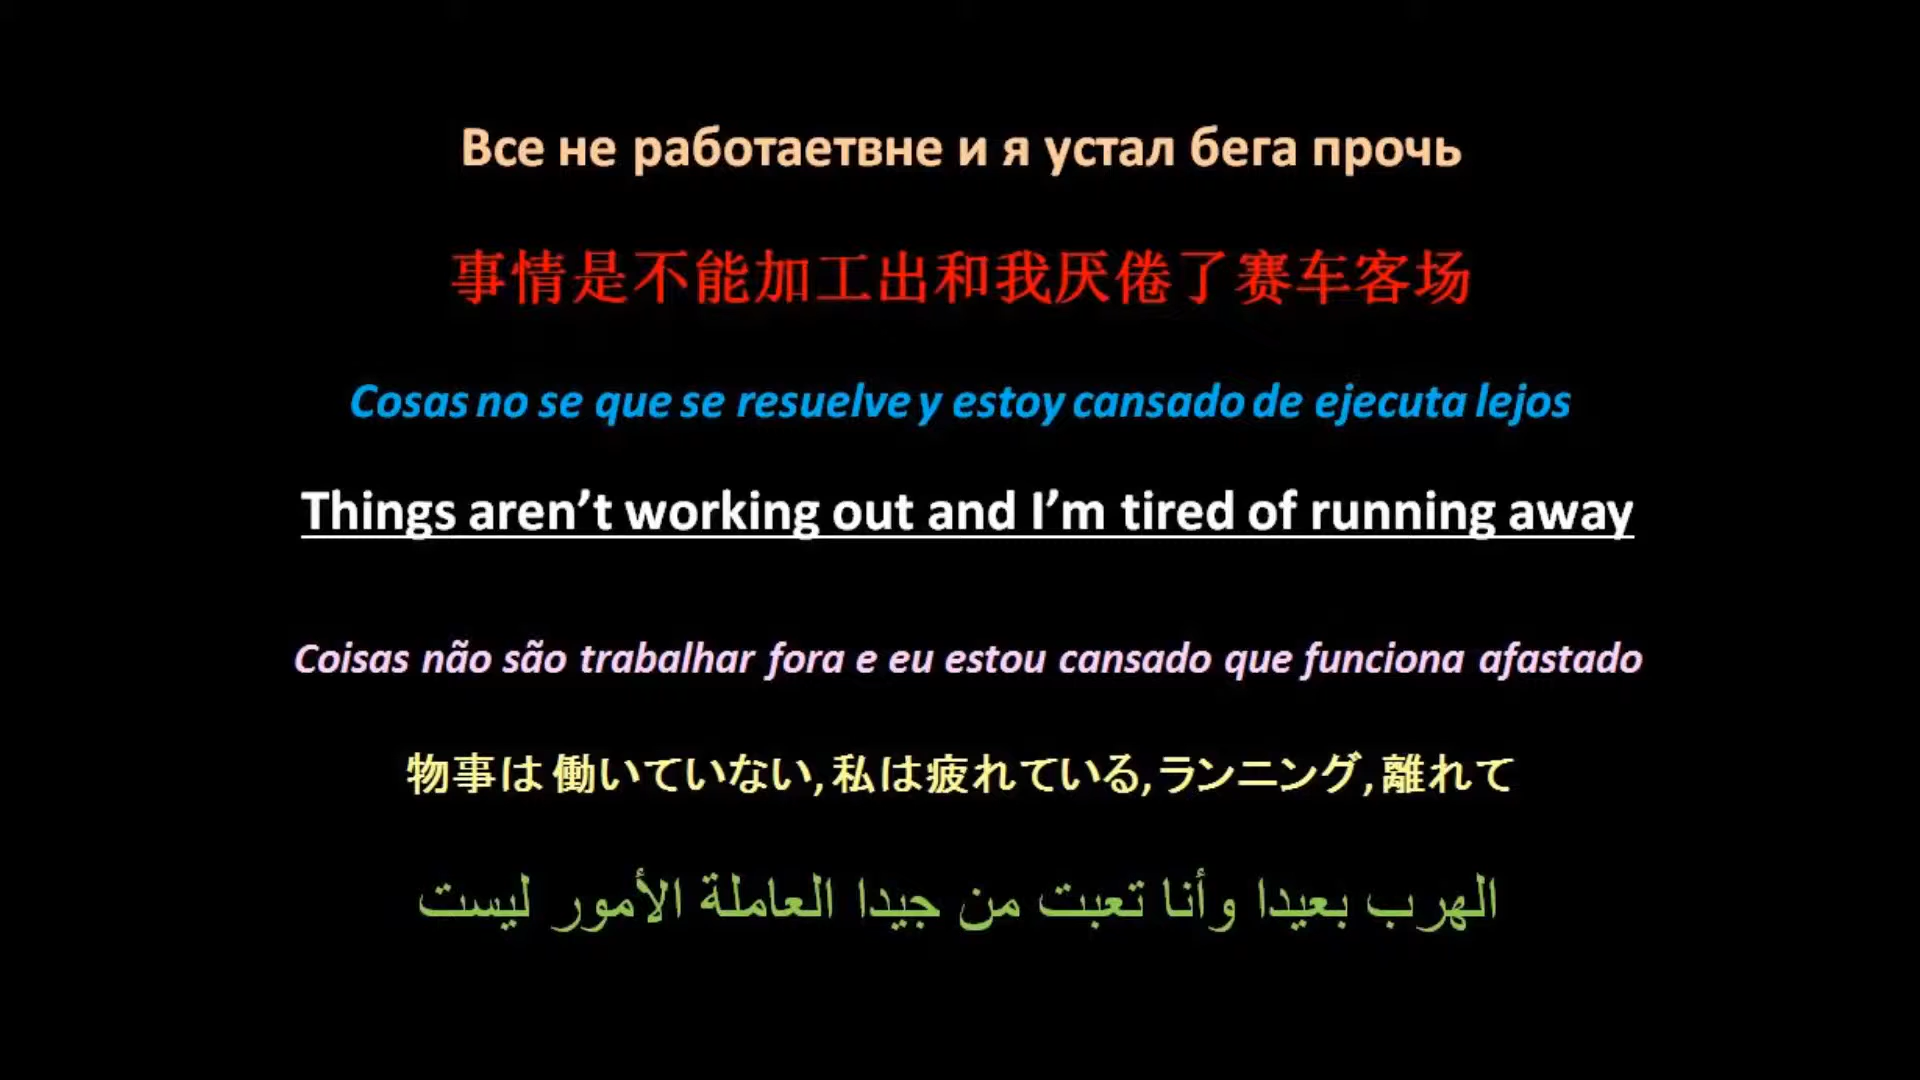 Все не работаетвне и я устал бега прочь
事情是不能加工出和我厌倦了赛车客场
Cosas no se que se resuelve y estoy cansado de ejecuta lejos
Things aren’t working out and I’m tired of running away
Coisas não são trabalhar fora e eu estou cansado que funciona afastado
物事は 働いていない, 私は疲れている, ランニング, 離れて
الهرب بعيدا وأنا تعبت من جيدا العاملة الأمور ليست